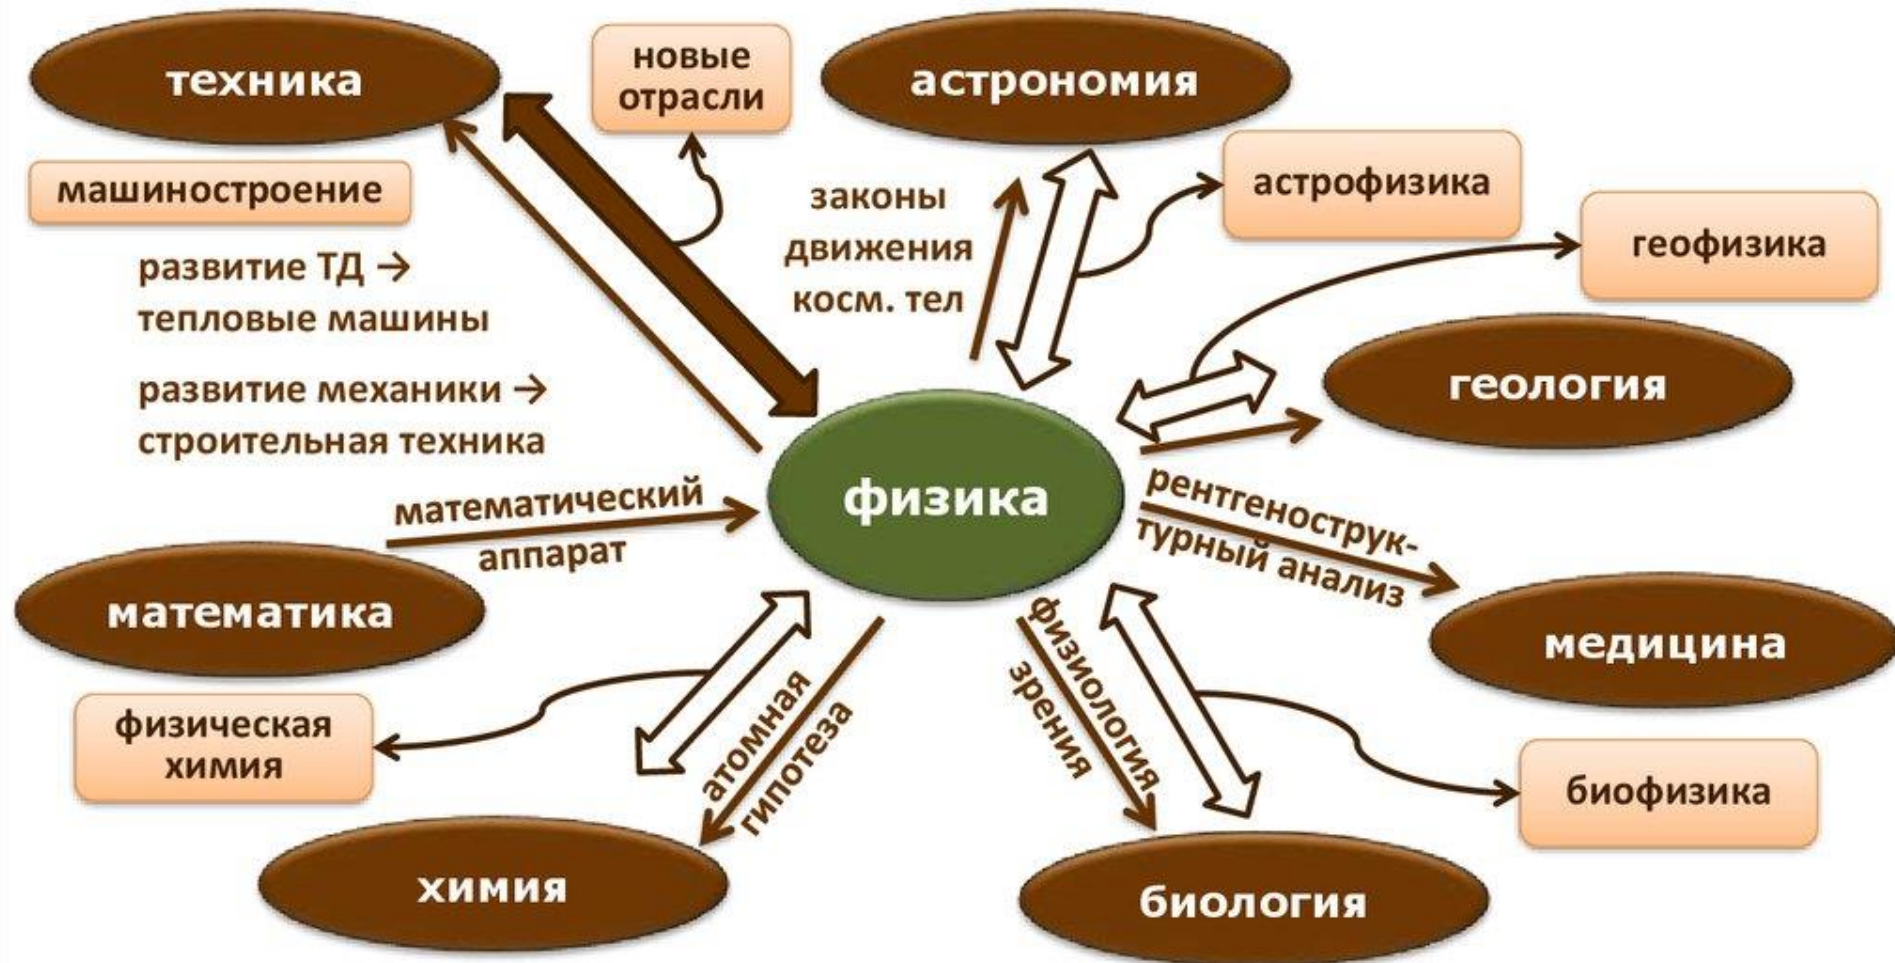 техника
новые
отрасли
астрономия
машиностроение
законы
движения
косм. тел
астрофизика
геофизика
развитие ТД →
тепловые машины
развитие механики →
строительная техника
геология
математический
аппарат
физика
рентгенострук-
турный анализ
математика
медицина
физическая
химия
атомная
гипотеза
физиология
зрения
биофизика
химия
биология